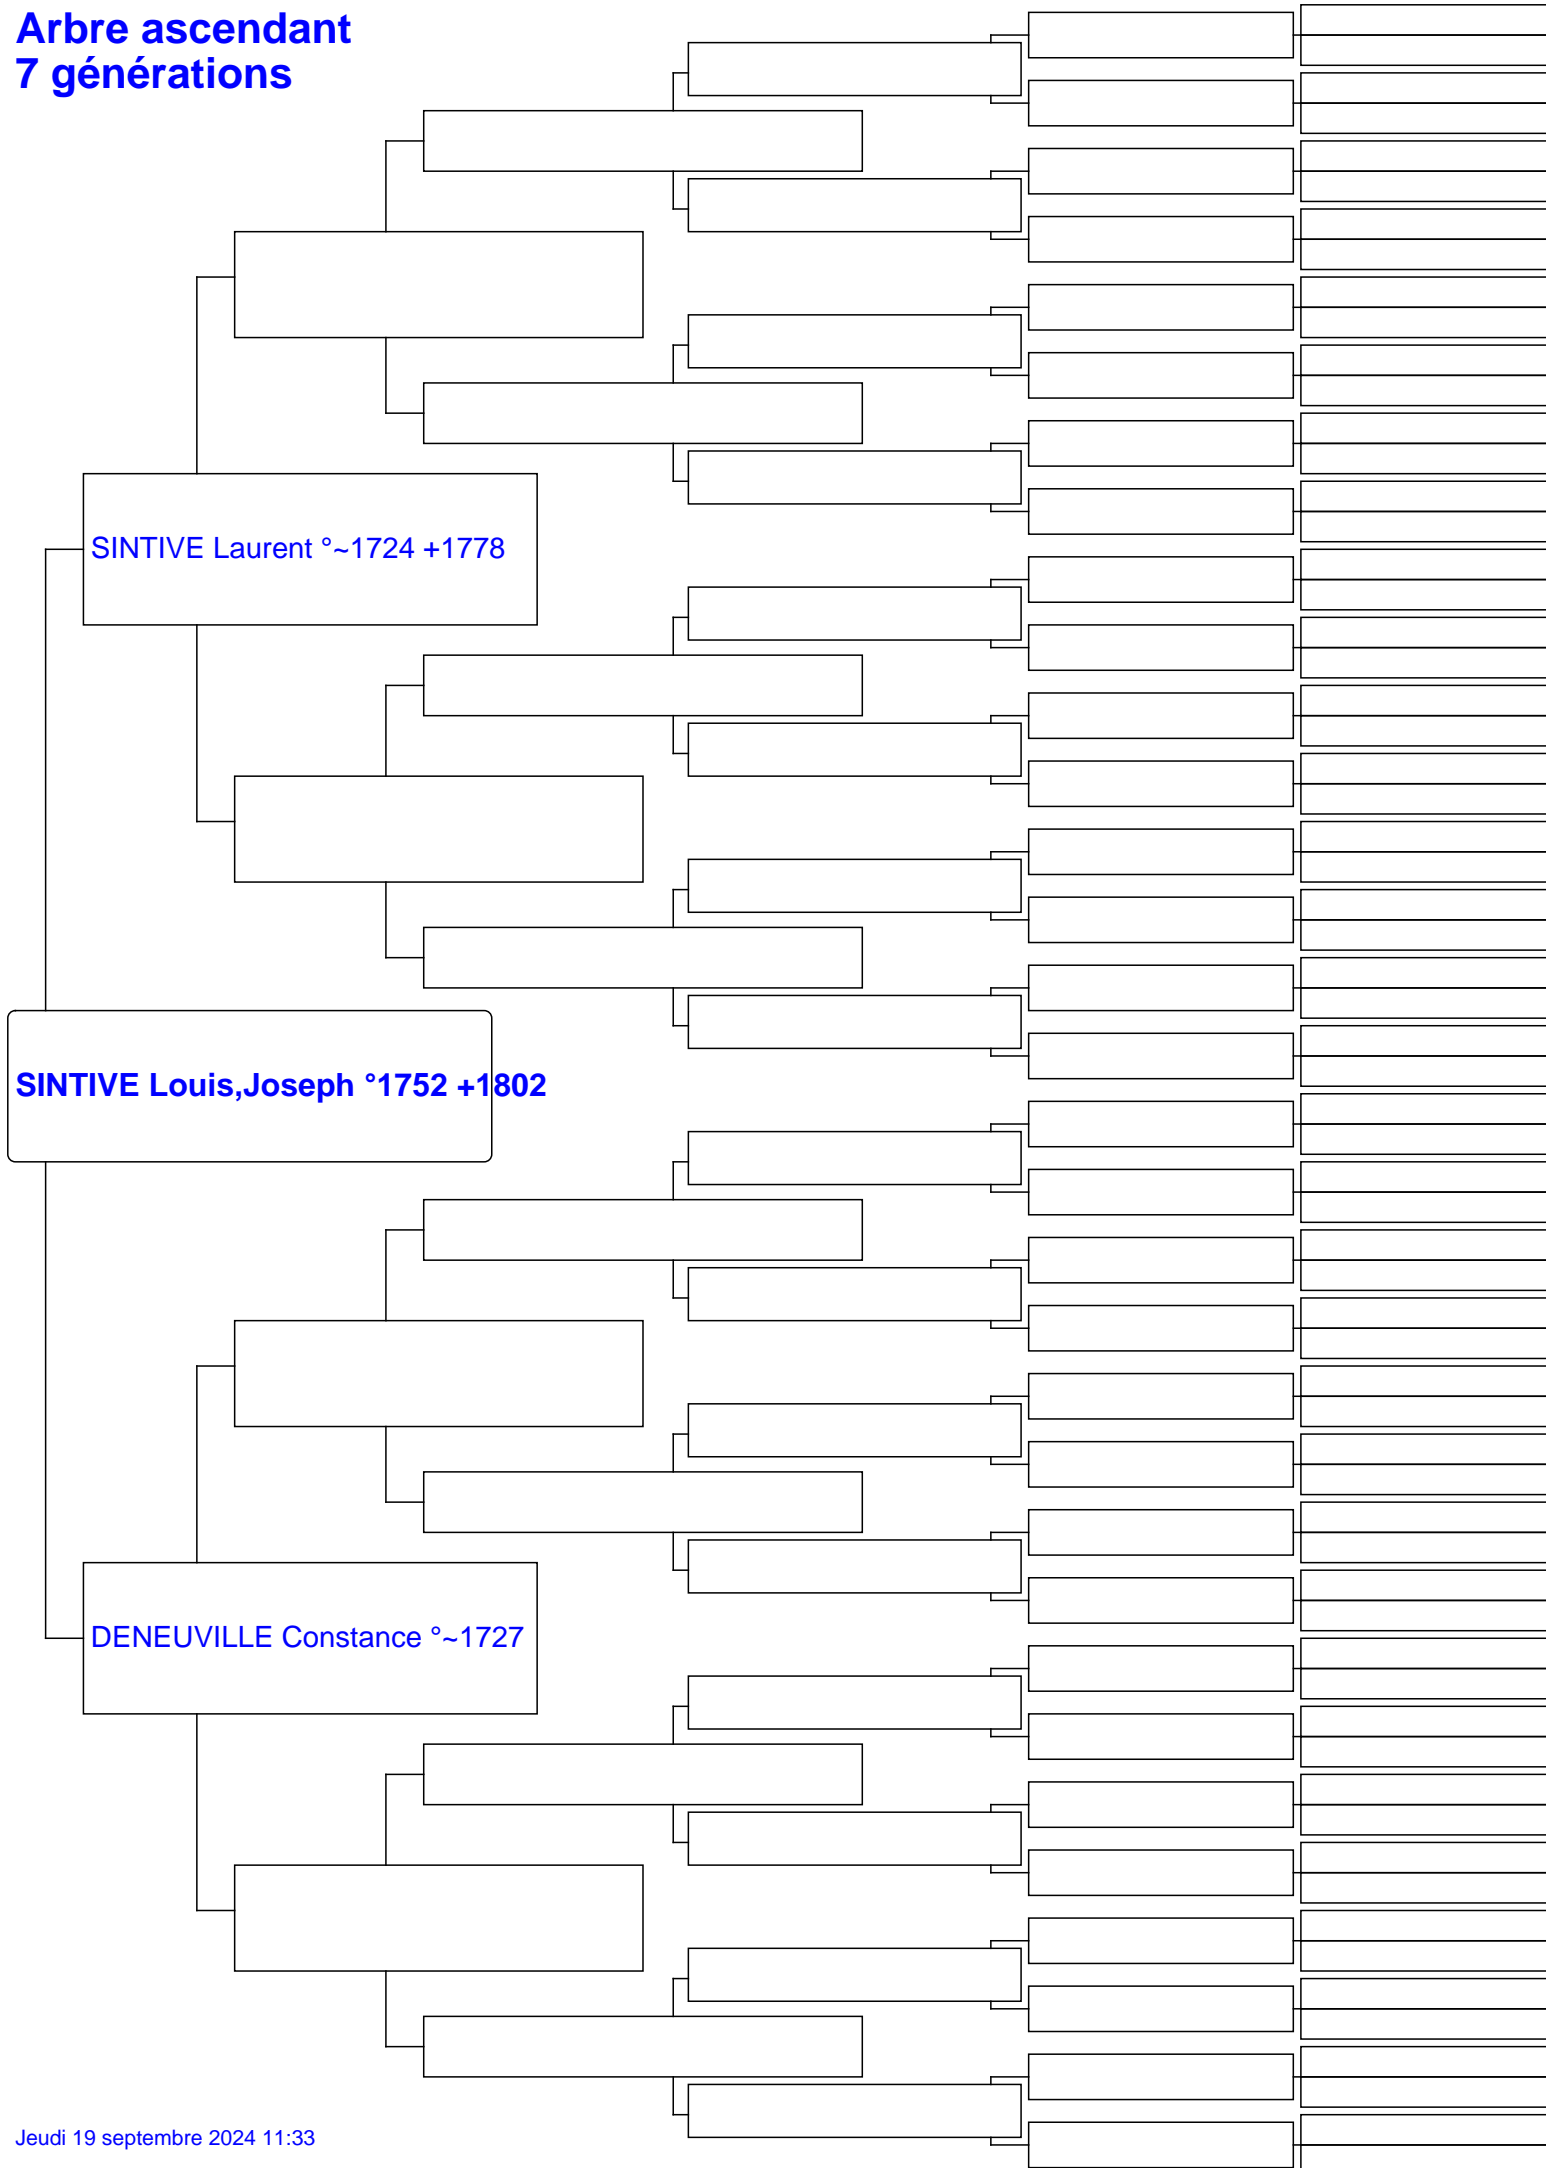 Arbre ascendant
7 générations
SINTIVE Laurent °~1724 +1778
SINTIVE Louis,Joseph °1752 +1802
DENEUVILLE Constance °~1727
Jeudi 19 septembre 2024 11:33